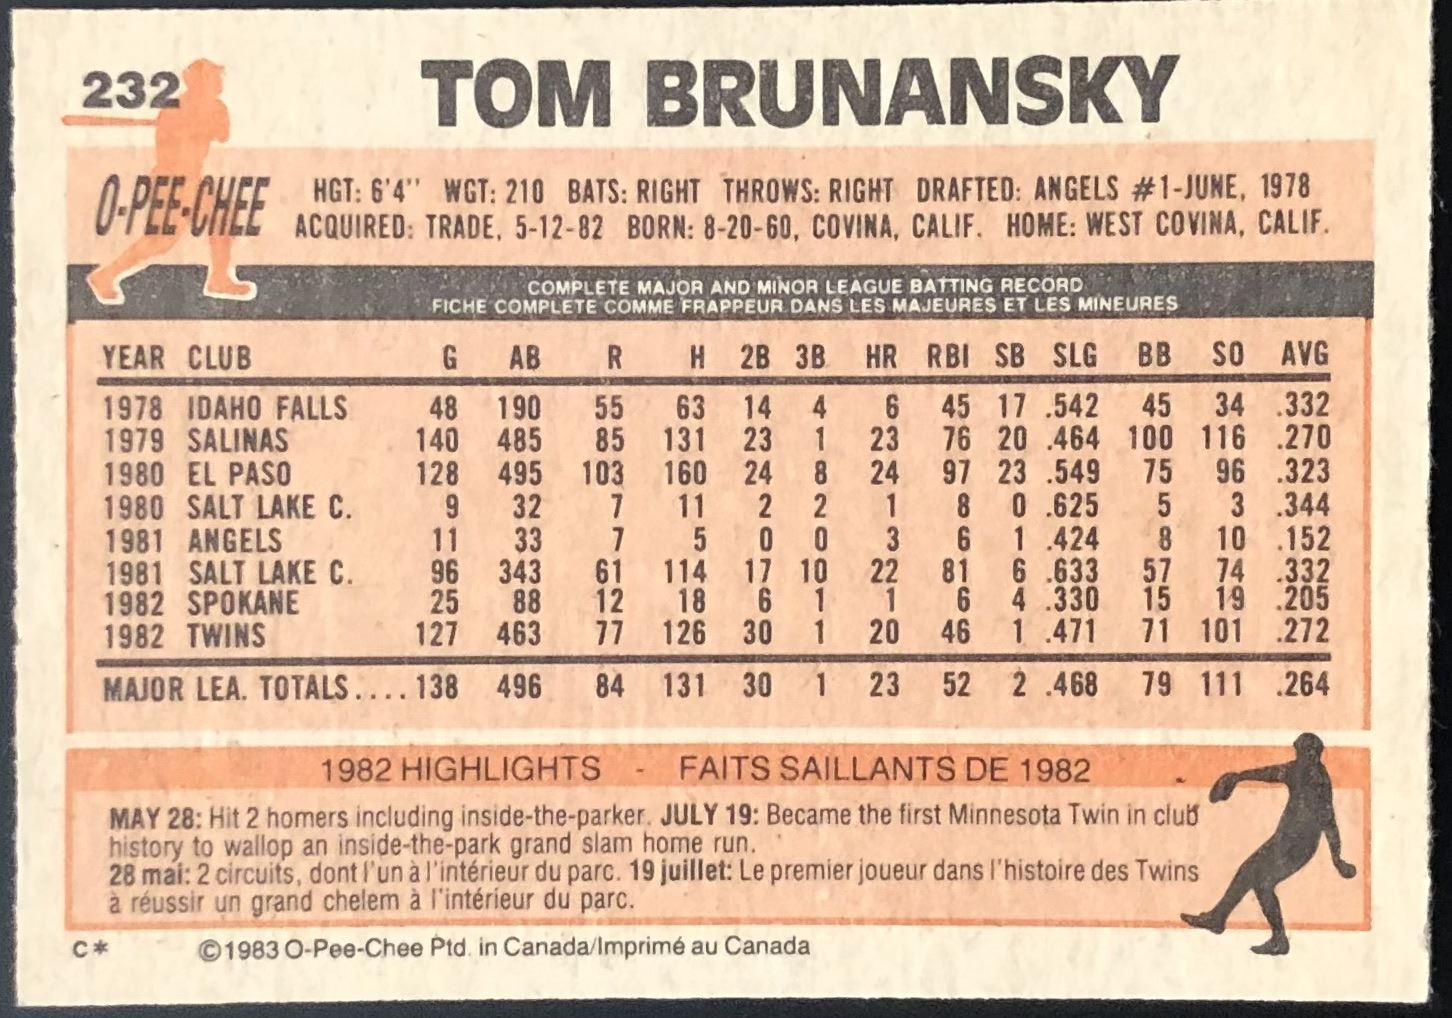 232
TOM BRUNANSKY
O-PEE-CHEE
HGT: 6'4" WGT: 210 BATS: RIGHT THROWS: RIGHT DRAFTED: ANGELS #1-JUNE, 1978
ACQUIRED: TRADE, 5-12-82 BORN: 8-20-60, COVINA, CALIF. HOME: WEST COVINA, CALIF.
COMPLETE MAJOR AND MINOR LEAGUE BATTING RECORD
FICHE COMPLETE COMME FRAPPEUR DANS LES MAJEURES ET LES MINEURES
YEAR CLUB G AB R H 2B 3B HR RBI SB SLG BB SO AVG
1978 IDAHO FALLS 48 190 55 63 14 4 6 45 17 .542 45 34 .332
1979 SALINAS 140 485 85 131 23 1 23 76 20 .464 100 116 .270
1980 EL PASO 128 495 103 160 24 8 24 97 23 .549 75 96 .323
1980 SALT LAKE C. 9 32 7 11 2 2 1 8 0 .625 5 3 .344
1981 ANGELS 11 33 7 5 0 0 3 6 1 .424 8 10 .152
1981 SALT LAKE C. 96 343 61 114 17 10 22 81 6 .633 57 74 .332
1982 SPOKANE 25 88 12 18 6 1 1 6 4 .330 15 19 .205
1982 TWINS 127 463 77 126 30 1 20 46 1 .471 71 101 .272
MAJOR LEA. TOTALS.... 138 496 84 131 30 1 23 52 2 .468 79 111 .264
1982 HIGHLIGHTS - FAITS SAILLANTS DE 1982
MAY 28: Hit 2 homers including inside-the-parker. JULY 19: Became the first Minnesota Twin in club
history to wallop an inside-the-park grand slam home run.
28 mai: 2 circuits, dont l'un à l'intérieur du parc. 19 juillet: Le premier joueur dans l'histoire des Twins
à réussir un grand chelem à l'intérieur du parc.
C* ©1983 O-Pee-Chee Ptd. in Canada/Imprimé au Canada